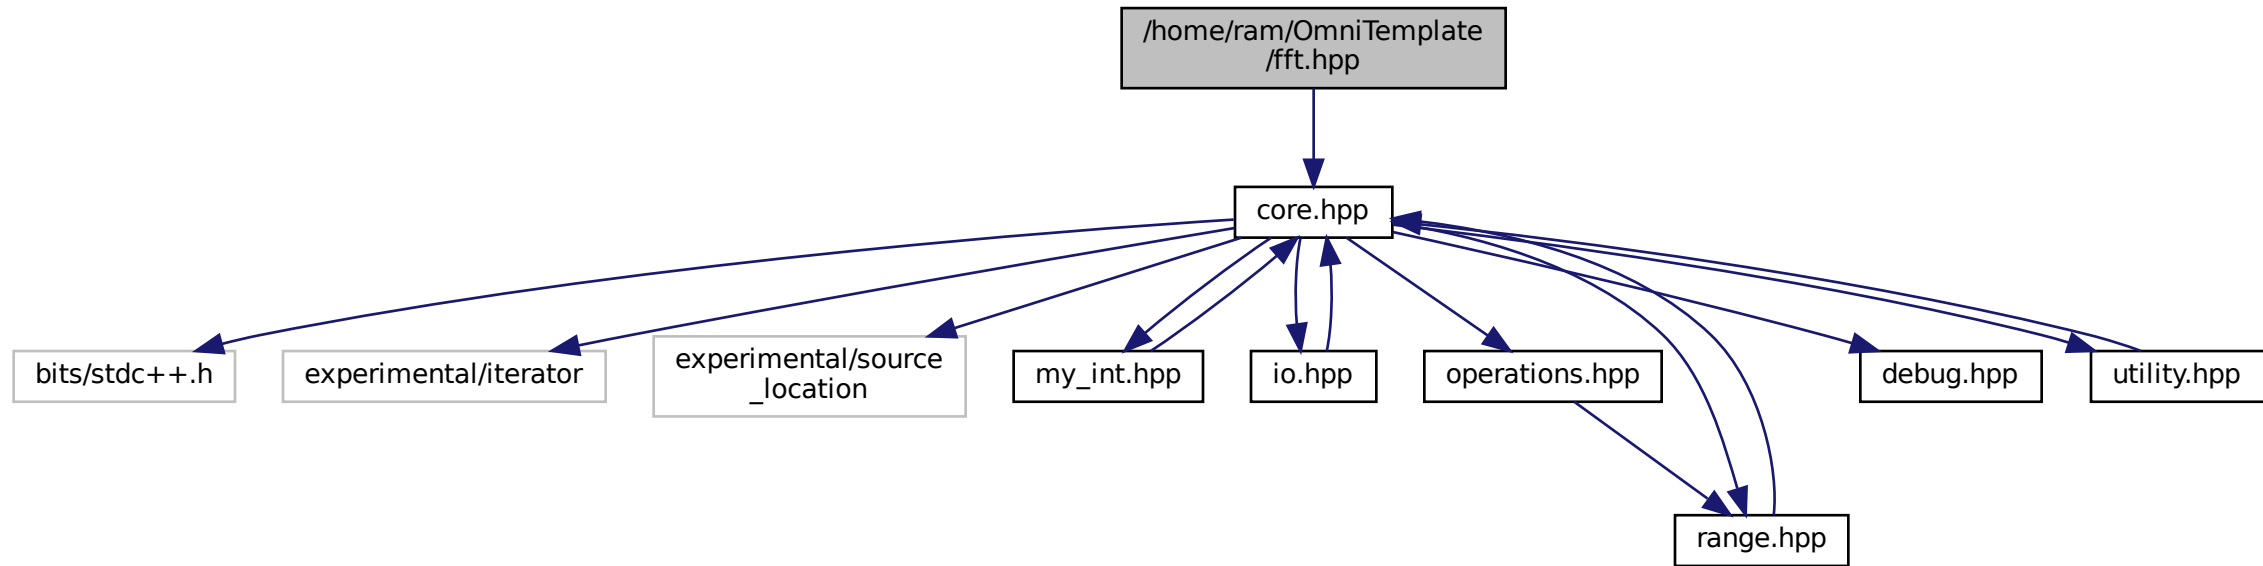 /home/ram/OmniTemplate
/fft.hpp
core.hpp
bits/stdc++.h
experimental/iterator
experimental/source
_location
my_int.hpp
io.hpp
operations.hpp
debug.hpp
utility.hpp
range.hpp